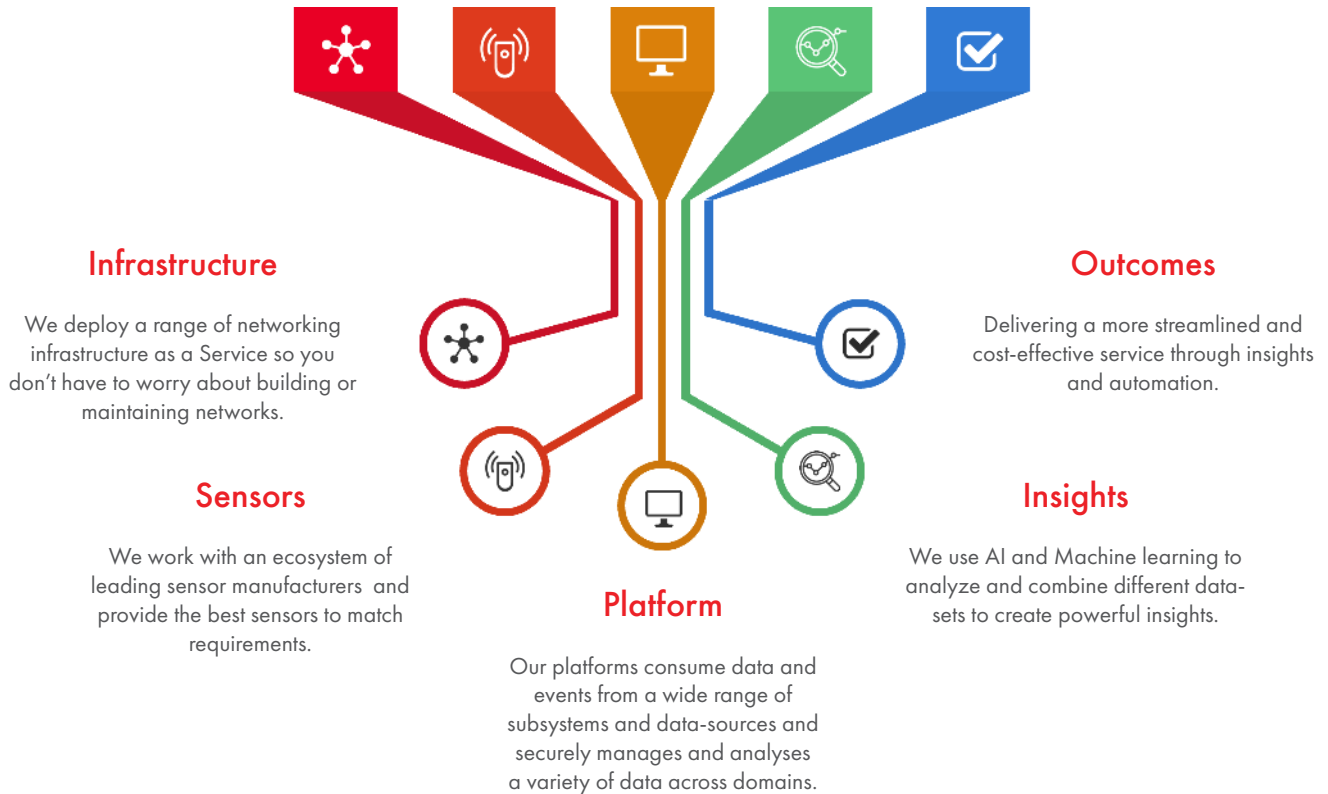 Infrastructure
We deploy a range of networking
infrastructure as a Service so you
don't have to worry about building or
maintaining networks.
Sensors
We work with an ecosystem of
leading sensor manufacturers and
provide the best sensors to match
requirements.
Platform
Our platforms consume data and
events from a wide range of
subsystems and data-sources and
securely manages and analyses
a variety of data across domains.
Outcomes
Delivering a more streamlined and
cost-effective service through insights
and automation.
Insights
We use AI and Machine learning to
analyze and combine different data-
sets to create powerful insights.